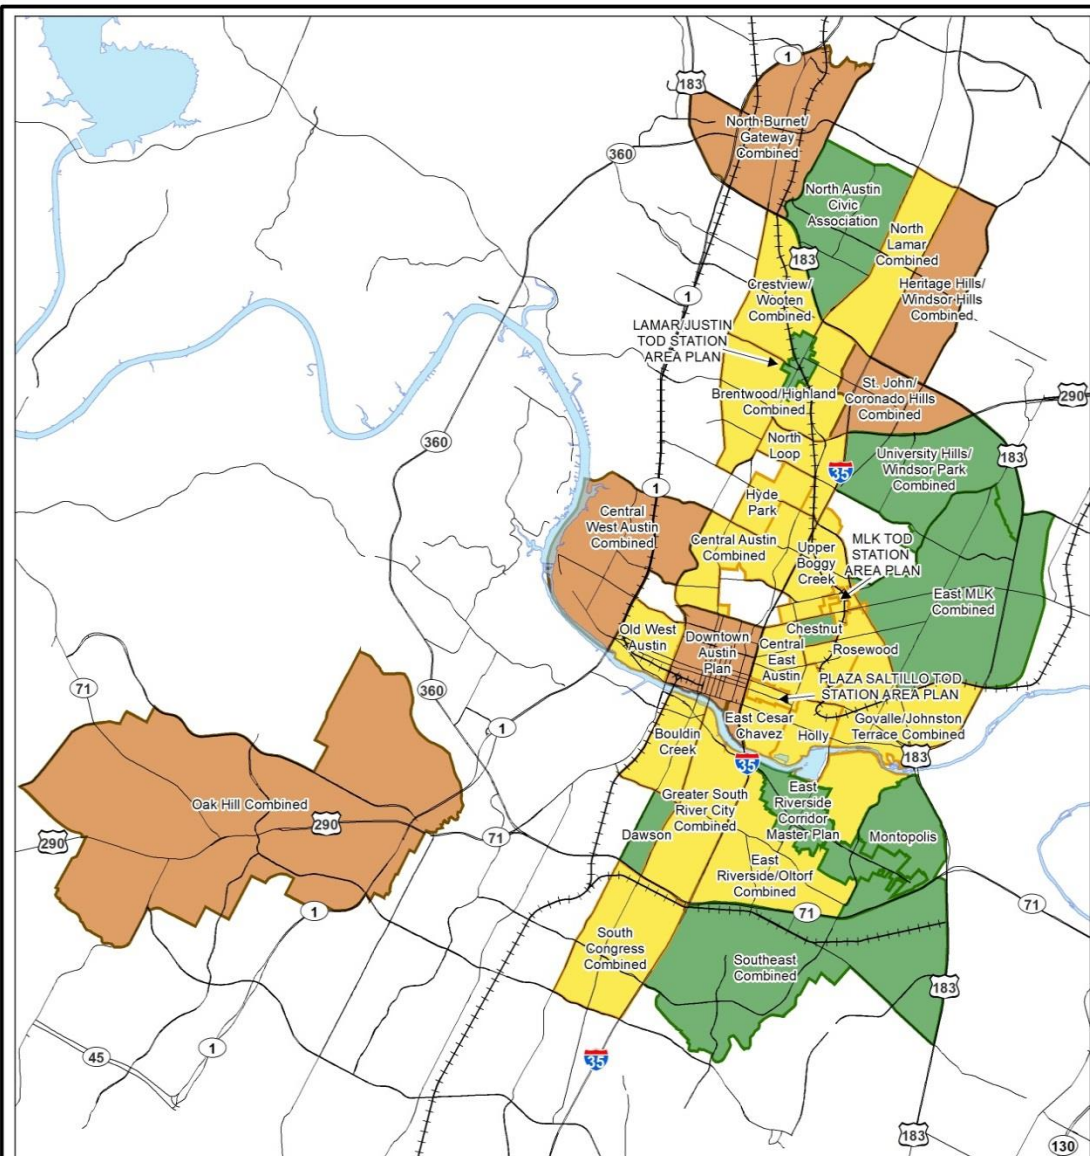 1
183
North Burnet/
Gateway
Combined
360
North Austin
Civic
Association
North
Lamar
Combined
183
Crestview/
Wooten
Combined
Heritage Hills/
Windsor Hills
Combined
1
LAMAR/JUSTIN
TOD STATION
AREA PLAN
St. John/
Coronado Hills
Combined
290
Brentwood/Highland
Combined
360
North
Loop
University Hills/
Windsor Park
Combined
183
35
1
Hyde
Park
Central
West Austin
Combined
Central Austin
Combined
Upper
Boggy
Creek
MLK TOD
STATION
AREA PLAN
East MLK
Combined
Old West
Austin
Downtown
Austin
Plan
Chestnut
Central
East
Austin
Rosewood
71
360
PLAZA SALTILLO TOD
STATION AREA PLAN
1
Bouldin
Creek
East Cesar
Chavez
Holly
Govalle/Johnston
Terrace Combined
183
35
Oak Hill Combined
290
290
71
Greater South
River City
Combined
East
Riverside
Corridor
Master Plan
Dawson
Montopolis
East
Riverside/Oltorf
Combined
1
71
71
South
Congress
Combined
Southeast
Combined
183
45
1
35
183
130